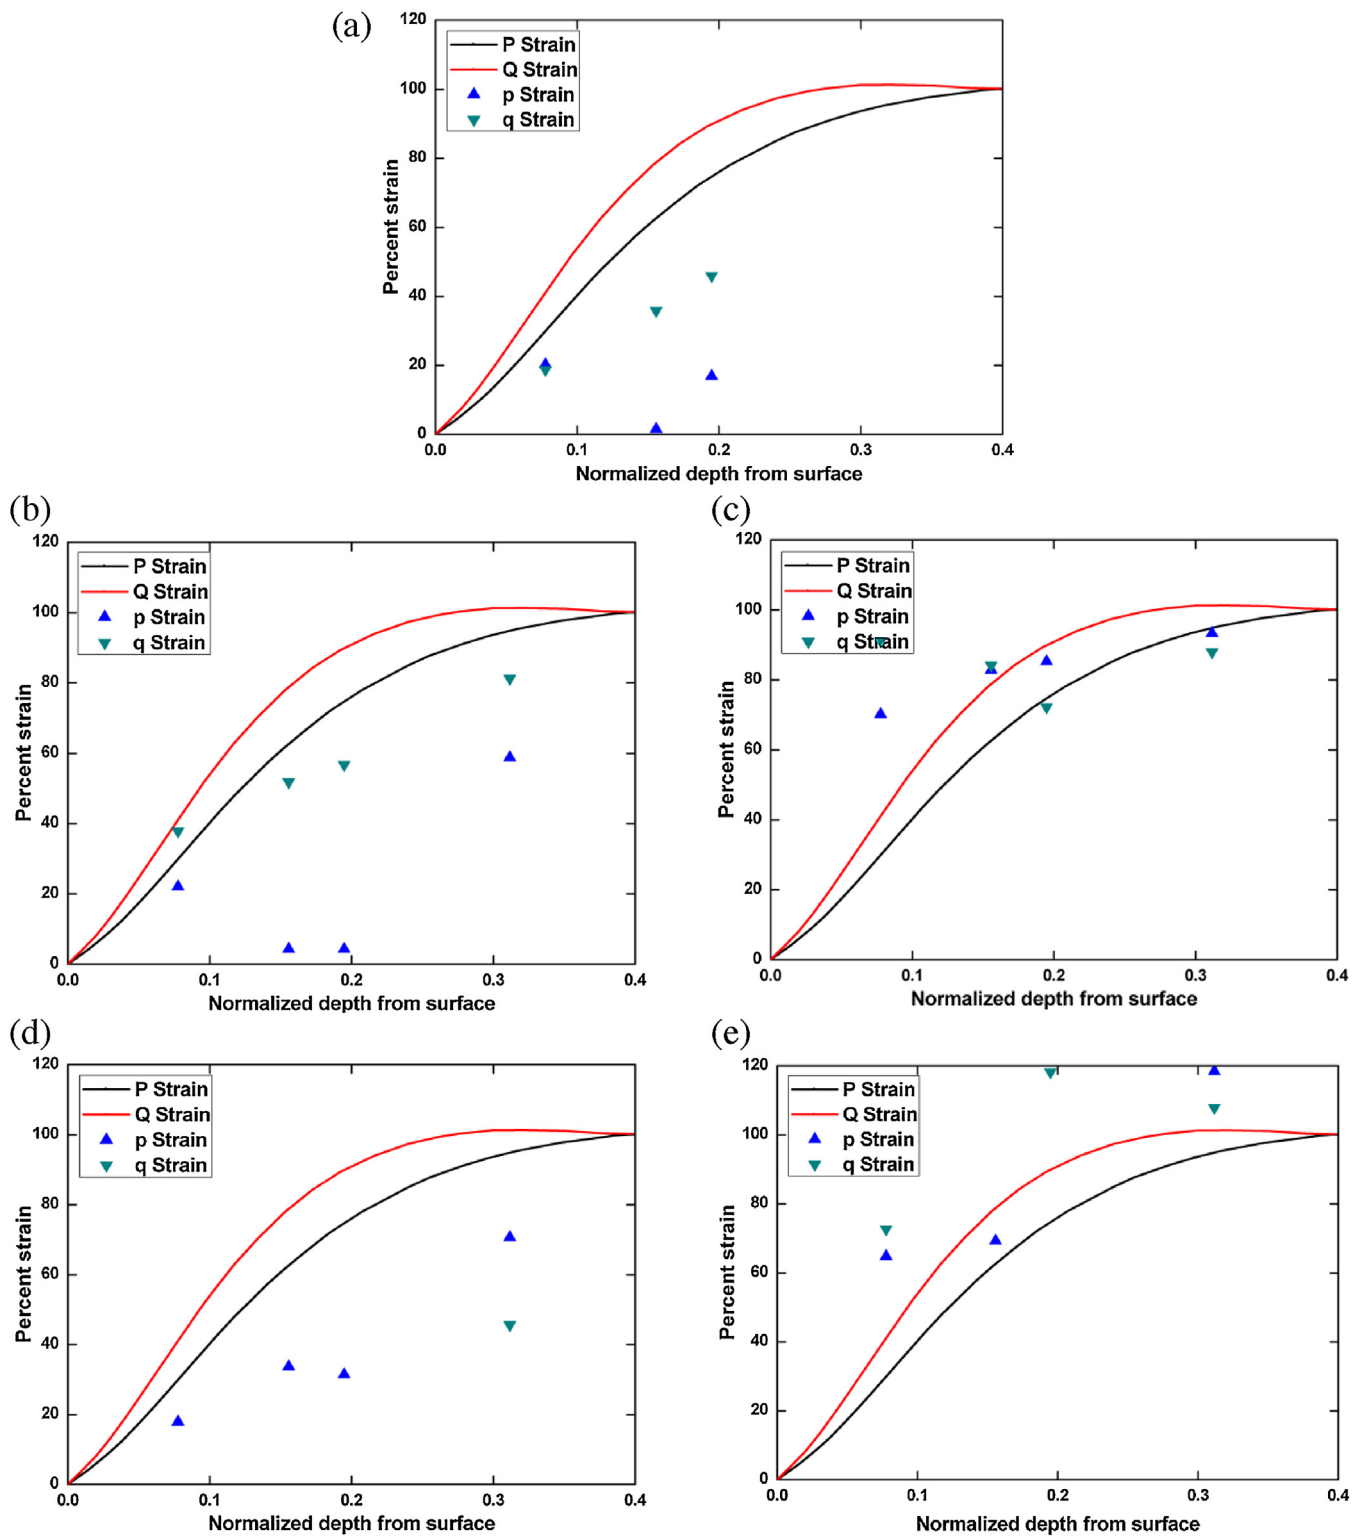 (a)
120
100
80
60
40
20
0
Percent strain
P Strain
Q Strain
p Strain
q Strain
0.0 0.1 0.2 0.3 0.4
Normalized depth from surface
(b)
120
100
80
60
40
20
0
Percent strain
P Strain
Q Strain
p Strain
q Strain
0.0 0.1 0.2 0.3 0.4
Normalized depth from surface
(c)
120
100
80
60
40
20
0
Percent strain
P Strain
Q Strain
p Strain
q Strain
0.0 0.1 0.2 0.3 0.4
Normalized depth from surface
(d)
120
100
80
60
40
20
0
Percent strain
P Strain
Q Strain
p Strain
q Strain
0.0 0.1 0.2 0.3 0.4
Normalized depth from surface
(e)
120
100
80
60
40
20
0
Percent strain
P Strain
Q Strain
p Strain
q Strain
0.0 0.1 0.2 0.3 0.4
Normalized depth from surface